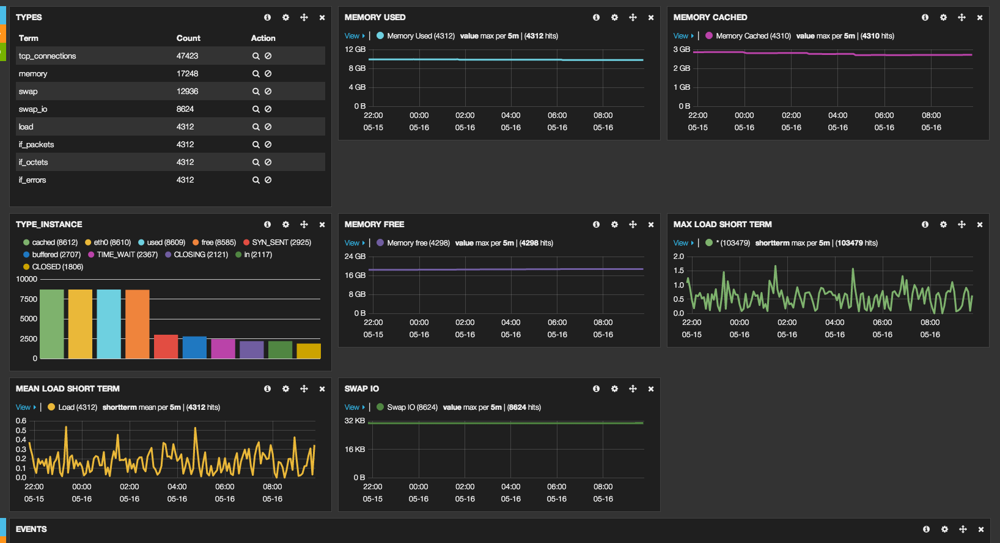 TYPES
Term Count Action
tcp_connections 47423
memory 17248
swap 12936
swap_io 8624
load 4312
if_packets 4312
if_octets 4312
if_errors 4312
MEMORY USED
View | Memory Used (4312) value max per 5m | (4312 hits)
12 GB
8 GB
4 GB
0 B
22:00 00:00 02:00 04:00 06:00 08:00
05-15 05-16 05-16 05-16 05-16 05-16
MEMORY CACHED
View | Memory Cached (4310) value max per 5m | (4310 hits)
3 GB
2 GB
1 GB
0 B
22:00 00:00 02:00 04:00 06:00 08:00
05-15 05-16 05-16 05-16 05-16 05-16
TYPE_INSTANCE
cached (8612) eth0 (8610) used (8609) free (8585) SYN_SENT (2925)
buffered (2707) TIME_WAIT (2367) CLOSING (2121) in (2117)
CLOSED (1806)
10000
7500
5000
2500
0
MEMORY FREE
View | Memory free (4298) value max per 5m | (4298 hits)
24 GB
16 GB
8 GB
0 B
22:00 00:00 02:00 04:00 06:00 08:00
05-15 05-16 05-16 05-16 05-16 05-16
MAX LOAD SHORT TERM
View | * (103479) shortterm max per 5m | (103479 hits)
2.0
1.5
1.0
0.5
0.0
22:00 00:00 02:00 04:00 06:00 08:00
05-15 05-16 05-16 05-16 05-16 05-16
MEAN LOAD SHORT TERM
View | Load (4312) shortterm mean per 5m | (4312 hits)
0.6
0.5
0.4
0.3
0.2
0.1
0.0
22:00 00:00 02:00 04:00 06:00 08:00
05-15 05-16 05-16 05-16 05-16 05-16
SWAP IO
View | Swap IO (8624) value max per 5m | (8624 hits)
32 KB
16 KB
0 B
22:00 00:00 02:00 04:00 06:00 08:00
05-15 05-16 05-16 05-16 05-16 05-16
EVENTS